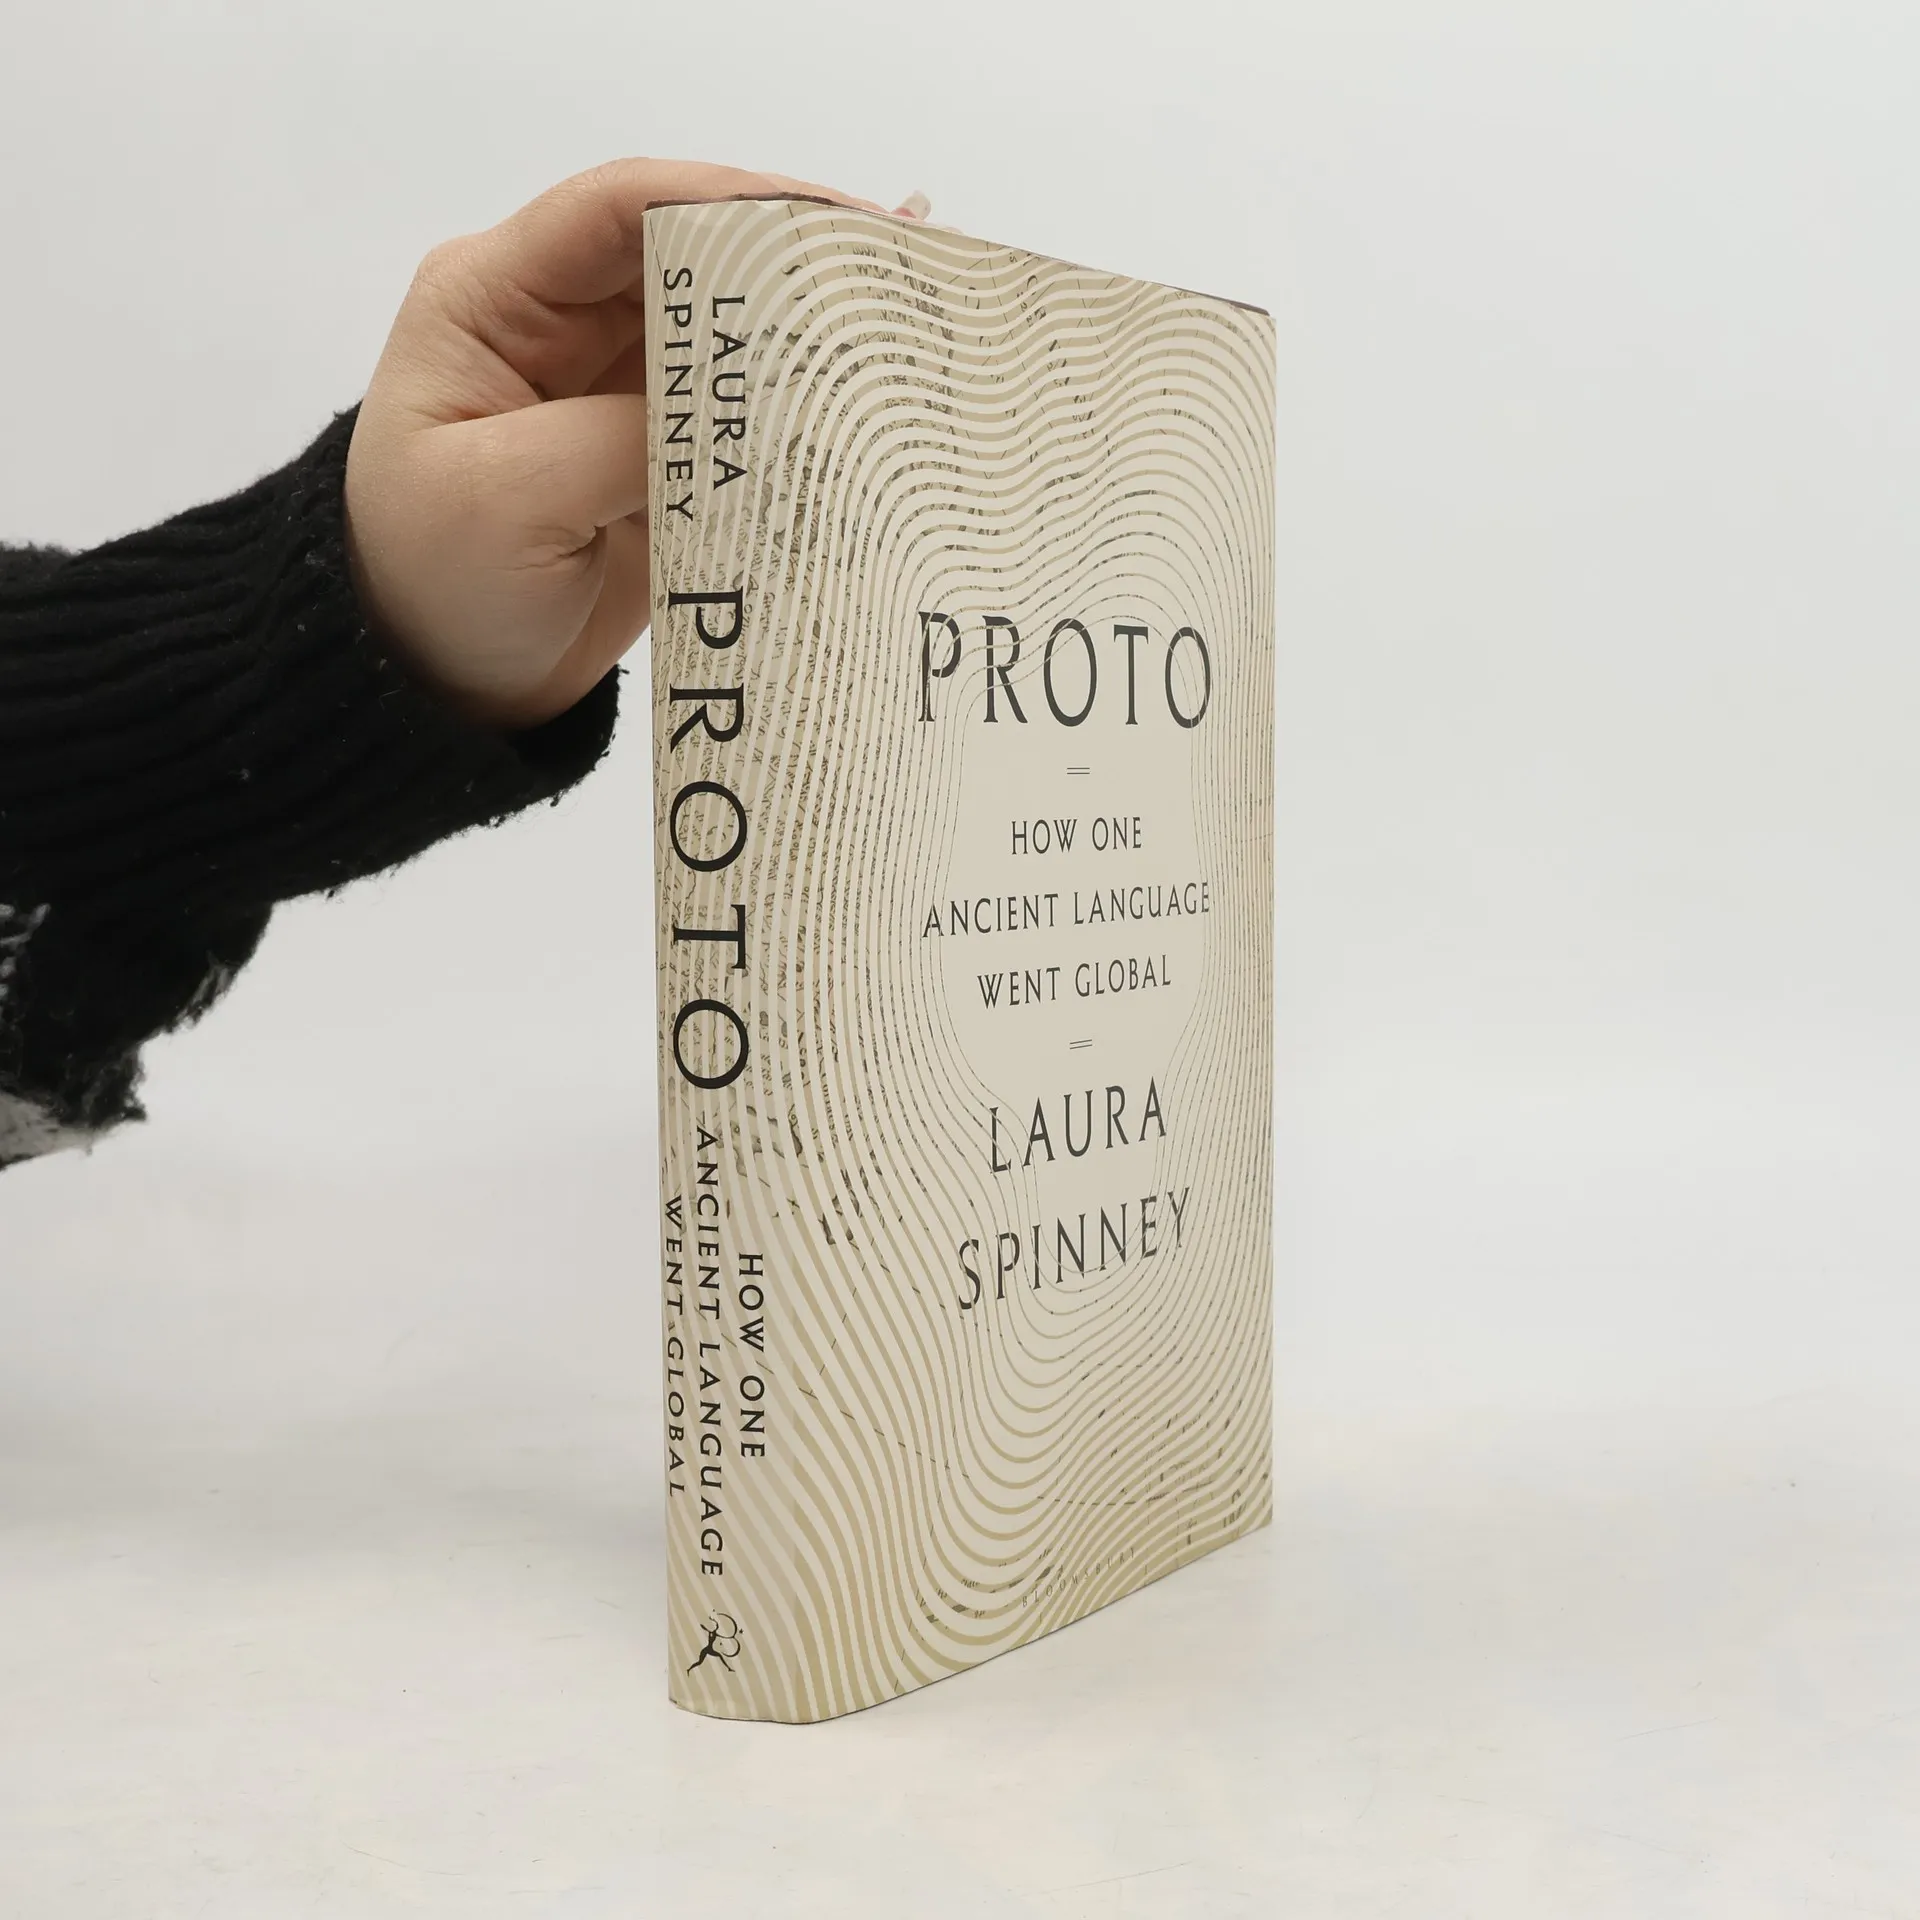 LAURA
SPINNEY
PROTO
HOW ONE
ANCIENT LANGUAGE
WENT GLOBAL
PROTO
HOW ONE
ANCIENT LANGUAGE
WENT GLOBAL
LAURA
SPINNEY
BLOOMSBURY